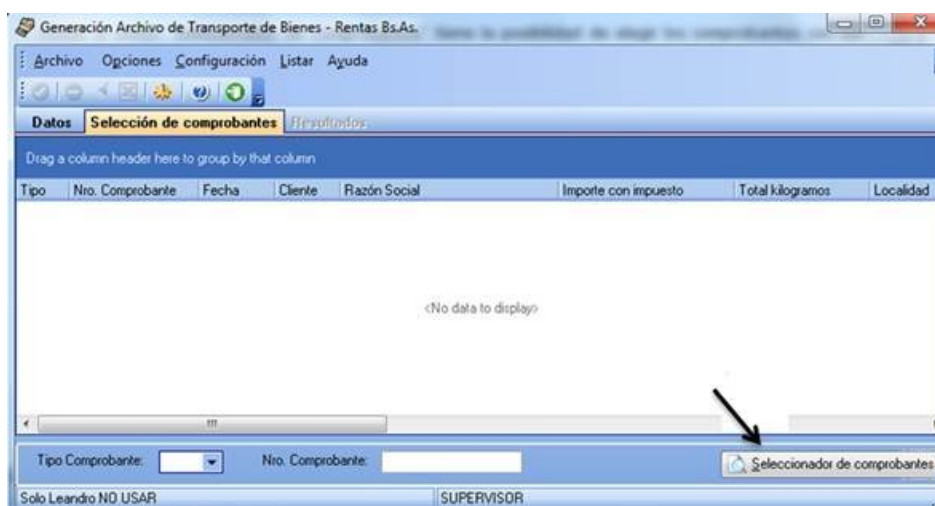 Generación Archivo de Transporte de Bienes - Rentas Bs.As.
Archivo Opciones Configuración Listar Ayuda
Datos Selección de comprobantes Resultados
Drag a column header here to group by that column
Tipo Nro. Comprobante Fecha Cliente Razón Social Importe con impuesto Total kilogramos Localidad
<No data to display>
Tipo Comprobante: Nro. Comprobante: Seleccionador de comprobantes
Solo Leandro NO USAR SUPERVISOR